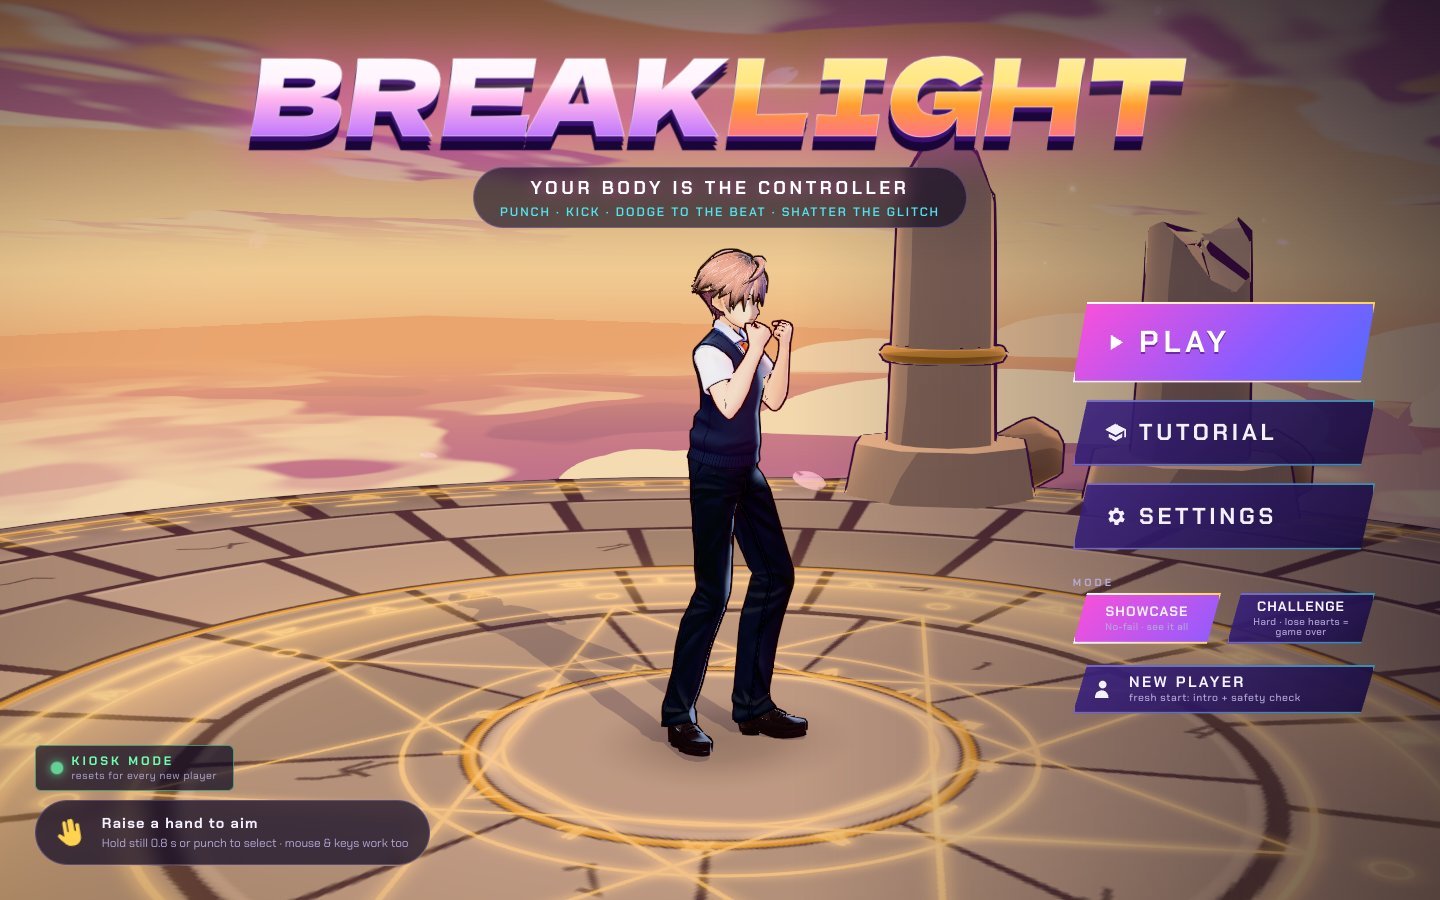 BREAKLIGHT
YOUR BODY IS THE CONTROLLER
PUNCH · KICK · DODGE TO THE BEAT · SHATTER THE GLITCH
PLAY
TUTORIAL
SETTINGS
MODE
SHOWCASE
No-fail · see it all
CHALLENGE
Hard · lose hearts =
game over
NEW PLAYER
fresh start: intro + safety check
KIOSK MODE
resets for every new player
Raise a hand to aim
Hold still 0.8 s or punch to select · mouse & keys work too